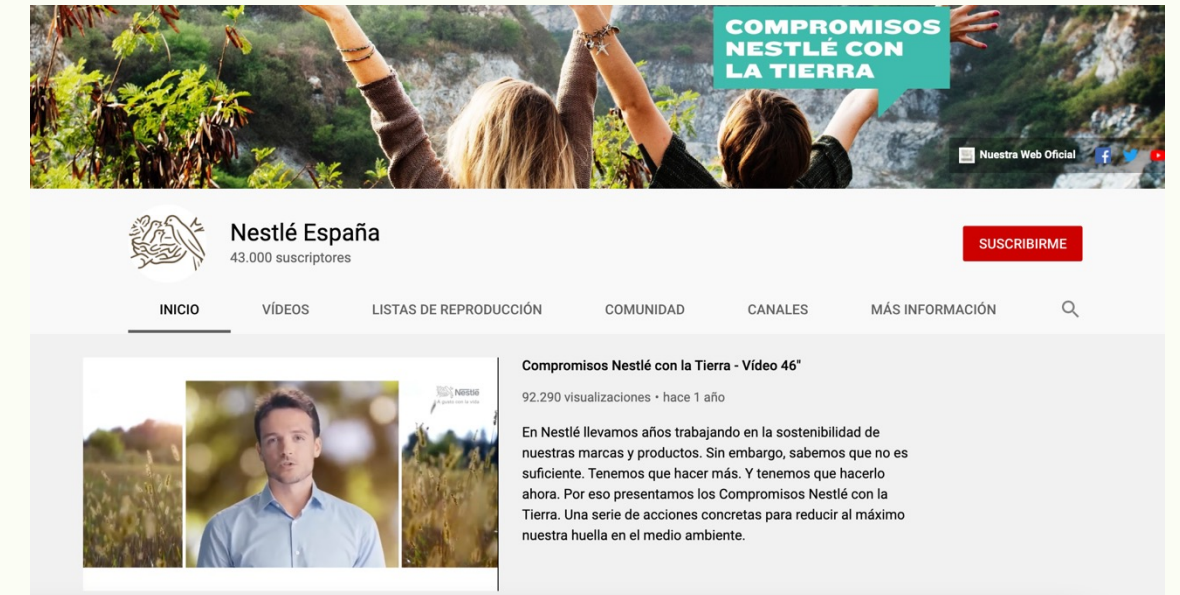 COMPROMISOS
NESTLÉ CON
LA TIERRA
Nuestra Web Oficial
Nestlé España
43.000 suscriptores
SUSCRIBIRME
INICIO VÍDEOS LISTAS DE REPRODUCCIÓN COMUNIDAD CANALES MÁS INFORMACIÓN
Nestlé
A gusto con la vida
Compromisos Nestlé con la Tierra - Vídeo 46"
92.290 visualizaciones • hace 1 año
En Nestlé llevamos años trabajando en la sostenibilidad de
nuestras marcas y productos. Sin embargo, sabemos que no es
suficiente. Tenemos que hacer más. Y tenemos que hacerlo
ahora. Por eso presentamos los Compromisos Nestlé con la
Tierra. Una serie de acciones concretas para reducir al máximo
nuestra huella en el medio ambiente.